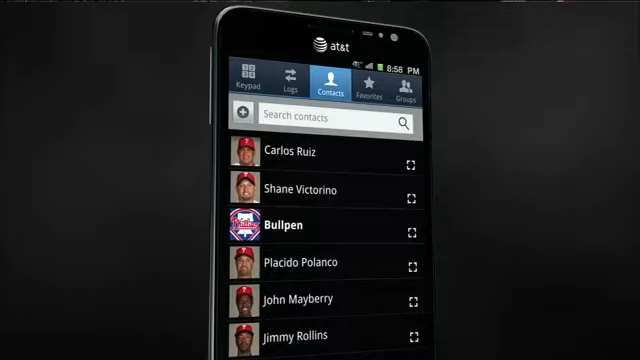 at&t
8:58 PM
Keypad Logs Contacts Favorites Groups
Search contacts
Carlos Ruiz
Shane Victorino
Bullpen
Placido Polanco
John Mayberry
Jimmy Rollins